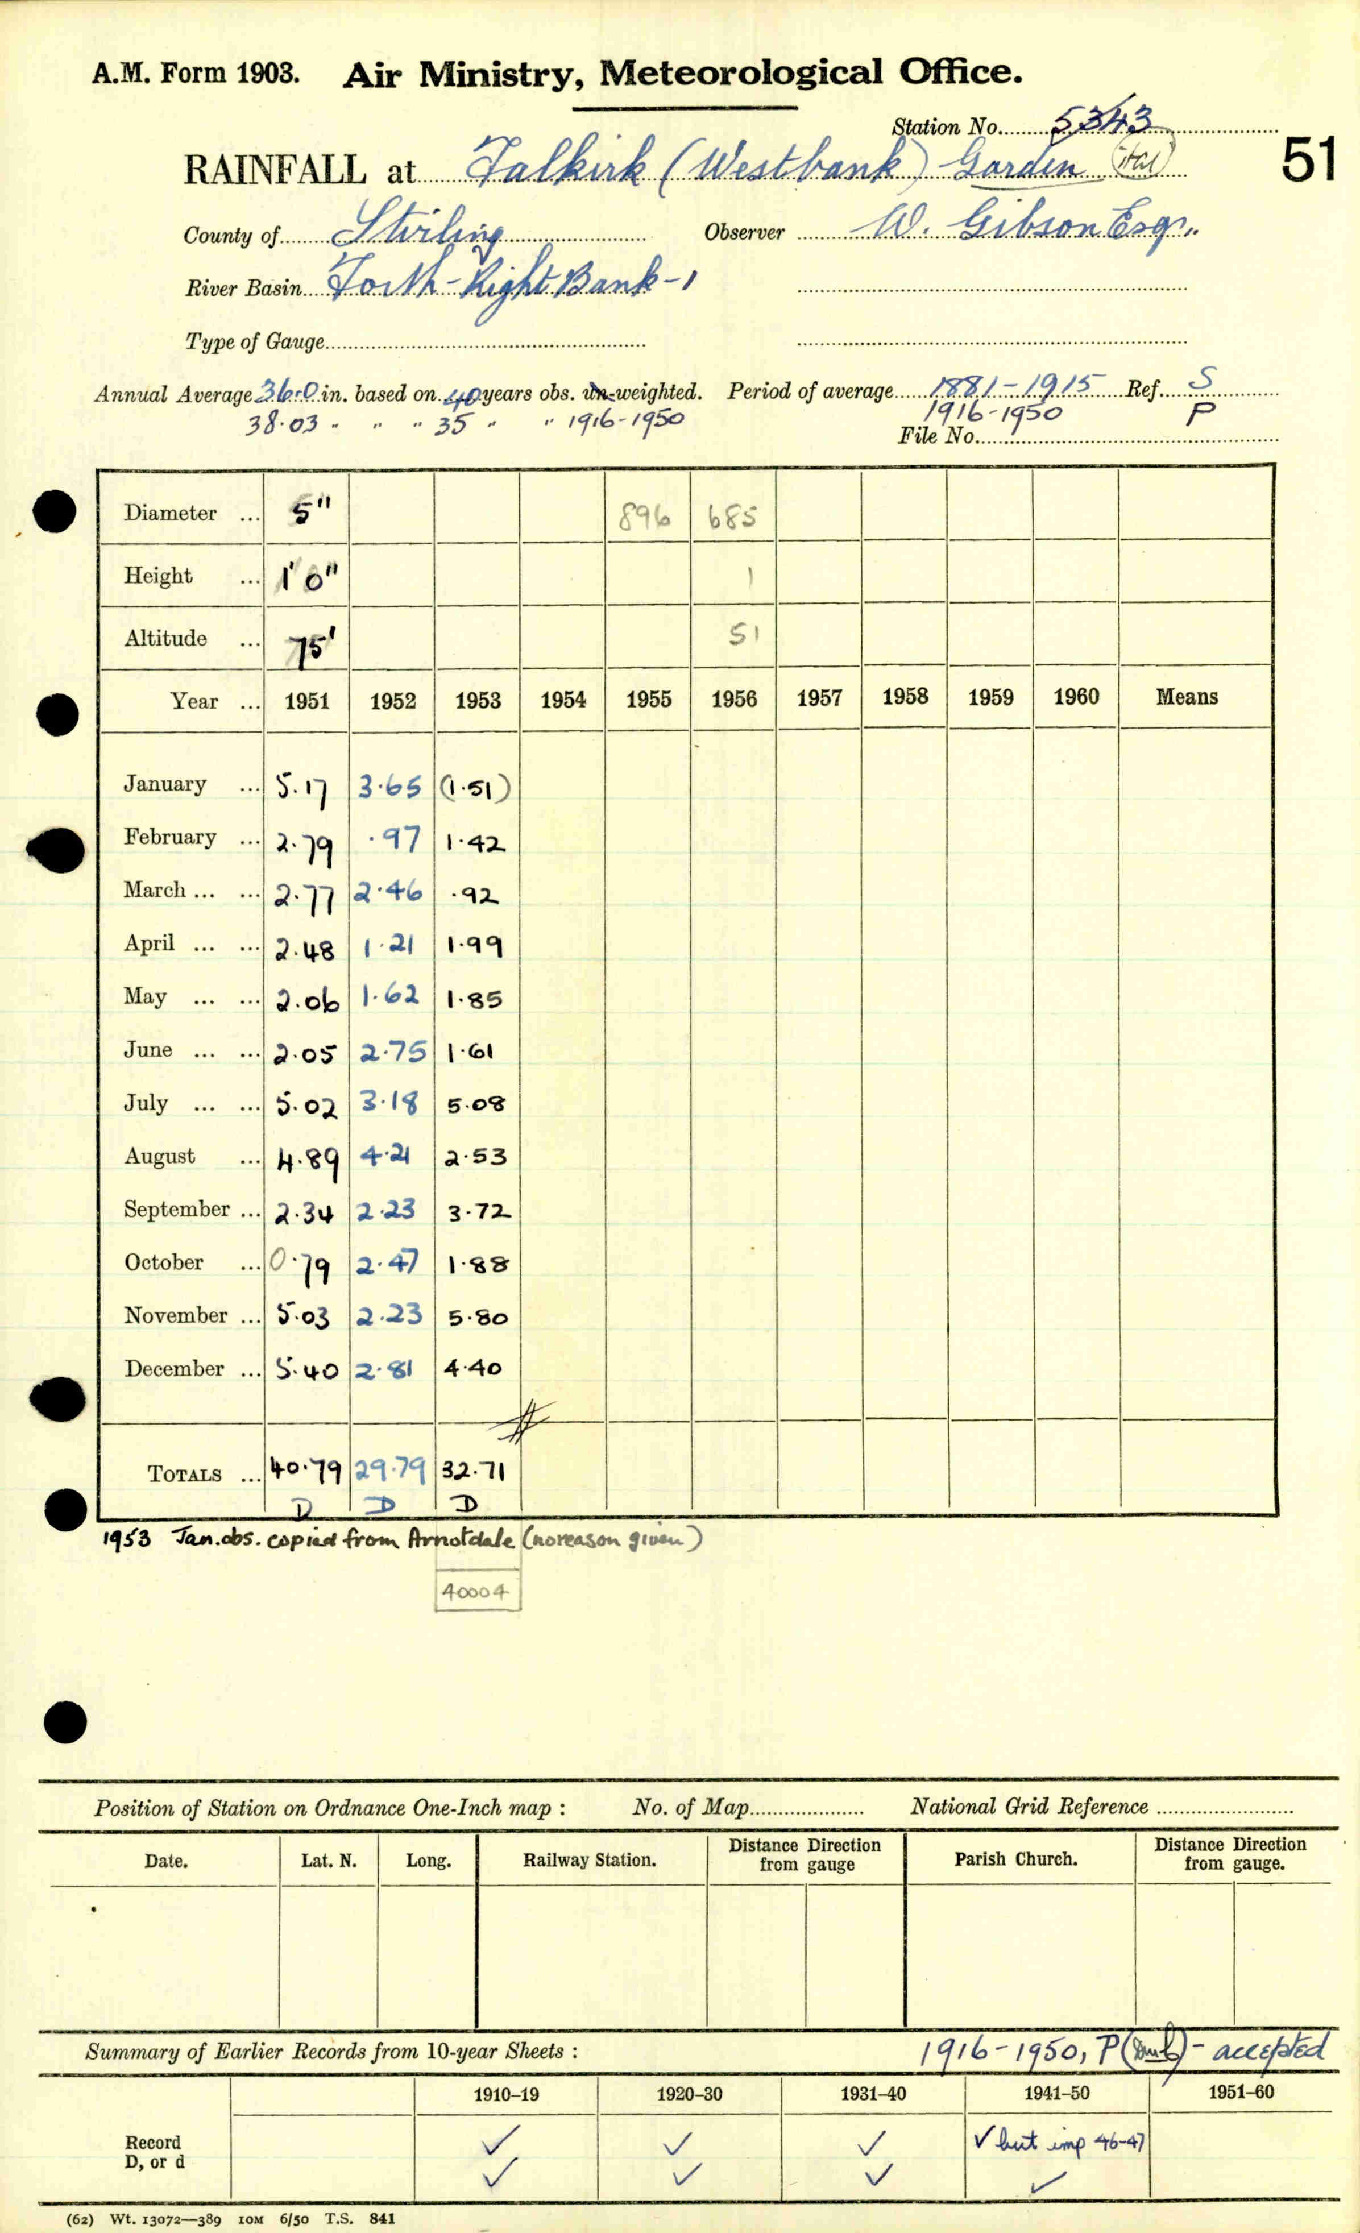 A.M. Form 1903. Air Ministry, Meteorological Office.
Station No. 5343
RAINFALL at Falkirk (Westbank) Garden
51
County of Stirling Observer W. Gibson Esq.
River Basin Forth-Right Bank-1
Type of Gauge
Annual Average 36.0 in. based on 40 years obs. un-weighted. Period of average 1881-1915 Ref. S
38.03 " " " 35 " " 1916-1950 1916-1950 P
File No.
Diameter ... 5" 896 685
Height ... 1' 0" 1
Altitude ... 75' 51
Year ... 1951 1952 1953 1954 1955 1956 1957 1958 1959 1960 Means
January ... 5.17 3.65 (1.51)
February ... 2.79 .97 1.42
March ... ... 2.77 2.46 .92
April ... ... 2.48 1.21 1.99
May ... ... 2.06 1.62 1.85
June ... ... 2.05 2.75 1.61
July ... ... 5.02 3.18 5.08
August ... 4.89 4.21 2.53
September ... 2.34 2.23 3.72
October ... 0.79 2.47 1.88
November ... 5.03 2.23 5.80
December ... 5.40 2.81 4.40
TOTALS ... 40.79 29.79 32.71
D D D
1953 Jan. obs. copied from Arnotdale (no reason given)
40004
Position of Station on Ordnance One-Inch map : No. of Map National Grid Reference
Date. Lat. N. Long. Railway Station. Distance Direction from gauge Parish Church. Distance Direction from gauge.
Summary of Earlier Records from 10-year Sheets : 1916-1950, P - accepted
1910–19 1920–30 1931–40 1941–50 1951–60
Record ✓ ✓ ✓ ✓ but imp 46-47
D, or d ✓ ✓ ✓ ✓
(62) Wt. 13072—389 10M 6/50 T.S. 841